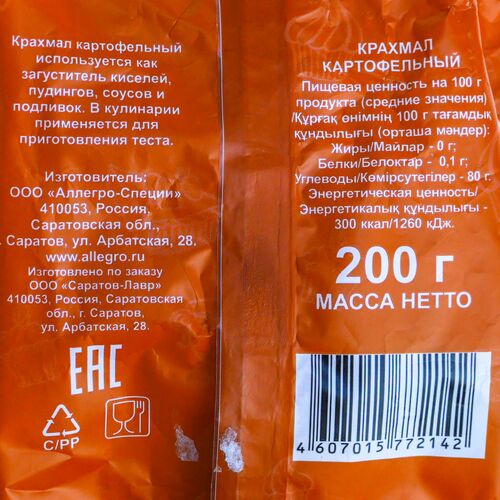 Крахмал картофельный
используется как
загуститель киселей,
пудингов, соусов и
подливок. В кулинарии
применяется для
приготовления теста.
Изготовитель:
ООО «Аллегро-Специи»
410053, Россия,
Саратовская обл.,
г. Саратов, ул. Арбатская, 28.
www.allegro.ru
Изготовлено по заказу
ООО «Саратов-Лавр»
410053, Россия, Саратовская
обл., г. Саратов,
ул. Арбатская, 28.
EAC
C/PP
КРАХМАЛ
КАРТОФЕЛЬНЫЙ
Пищевая ценность на 100 г
продукта (средние значения)
/Құрғақ өнімнің 100 г тағамдық
құндылығы (орташа мәндер):
Жиры/Майлар - 0 г;
Белки/Белоктар - 0,1 г;
Углеводы/Көмірсутегілер - 80 г.
Энергетическая ценность/
Энергетикалық құндылығы -
300 ккал/1260 кДж.
200 г
МАССА НЕТТО
4 607015 772142